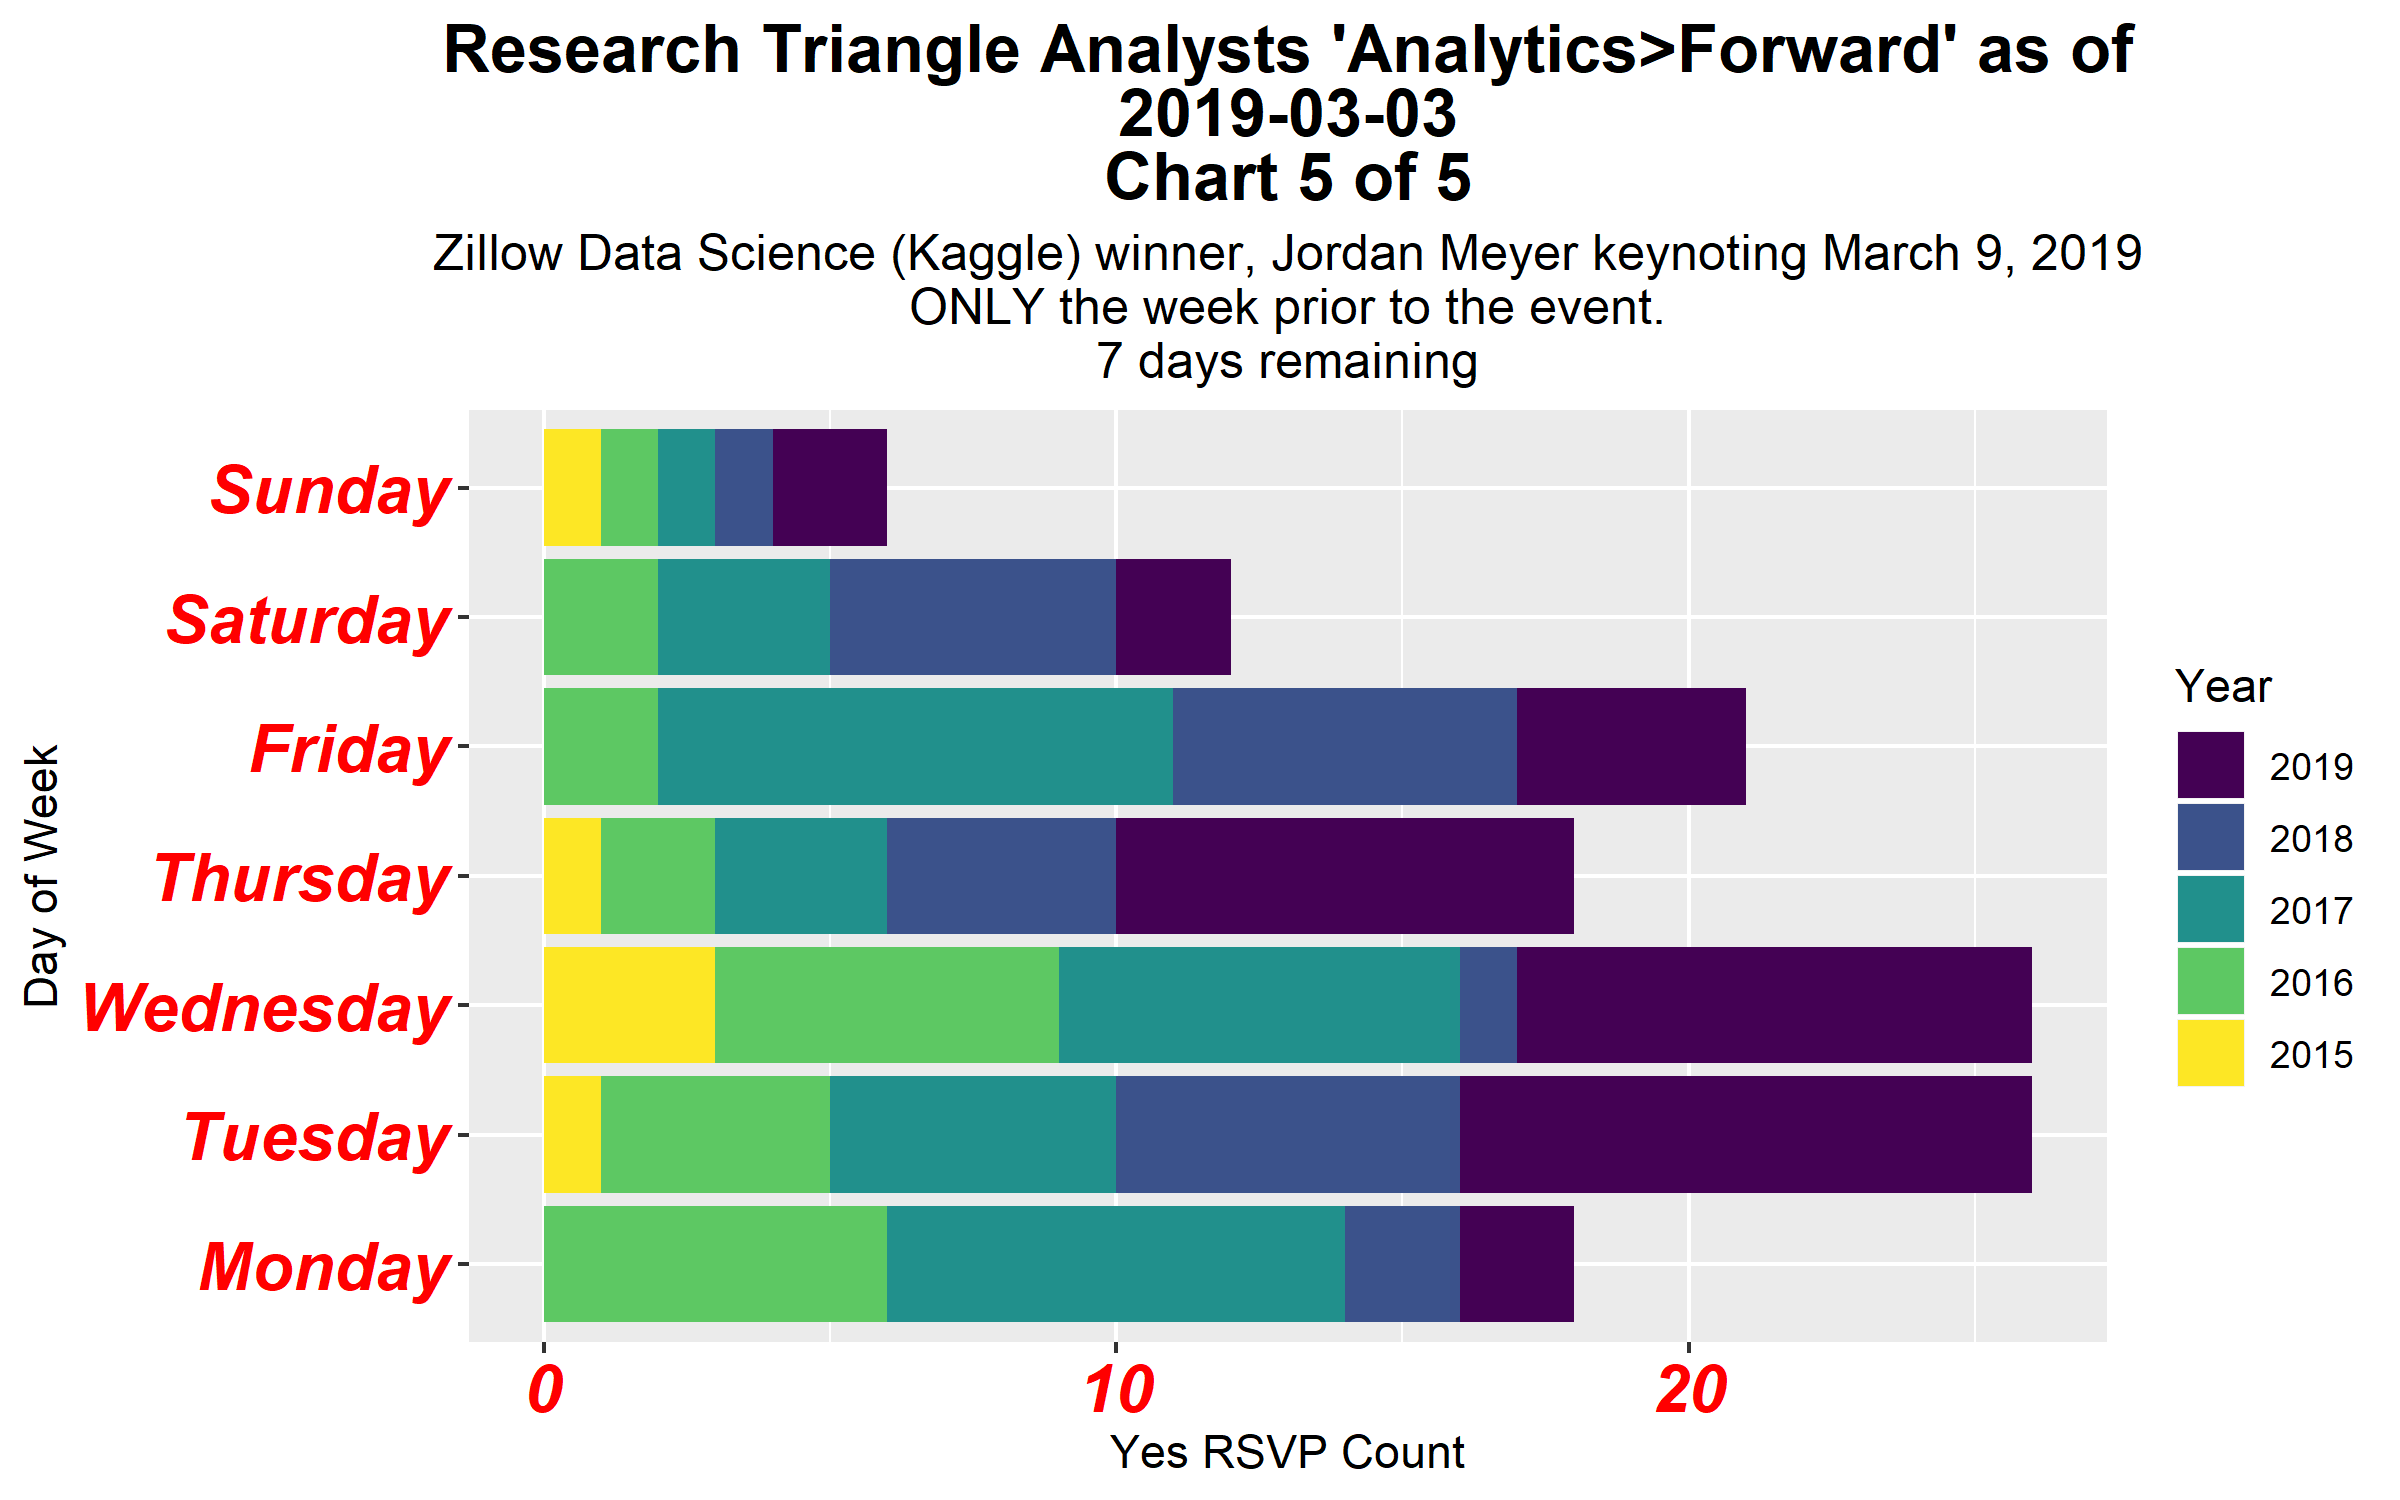 Research Triangle Analysts 'Analytics>Forward' as of
2019-03-03
Chart 5 of 5
Zillow Data Science (Kaggle) winner, Jordan Meyer keynoting March 9, 2019
ONLY the week prior to the event.
7 days remaining
Day of Week
Sunday
Saturday
Friday
Thursday
Wednesday
Tuesday
Monday
0
10
20
Yes RSVP Count
Year
2019
2018
2017
2016
2015